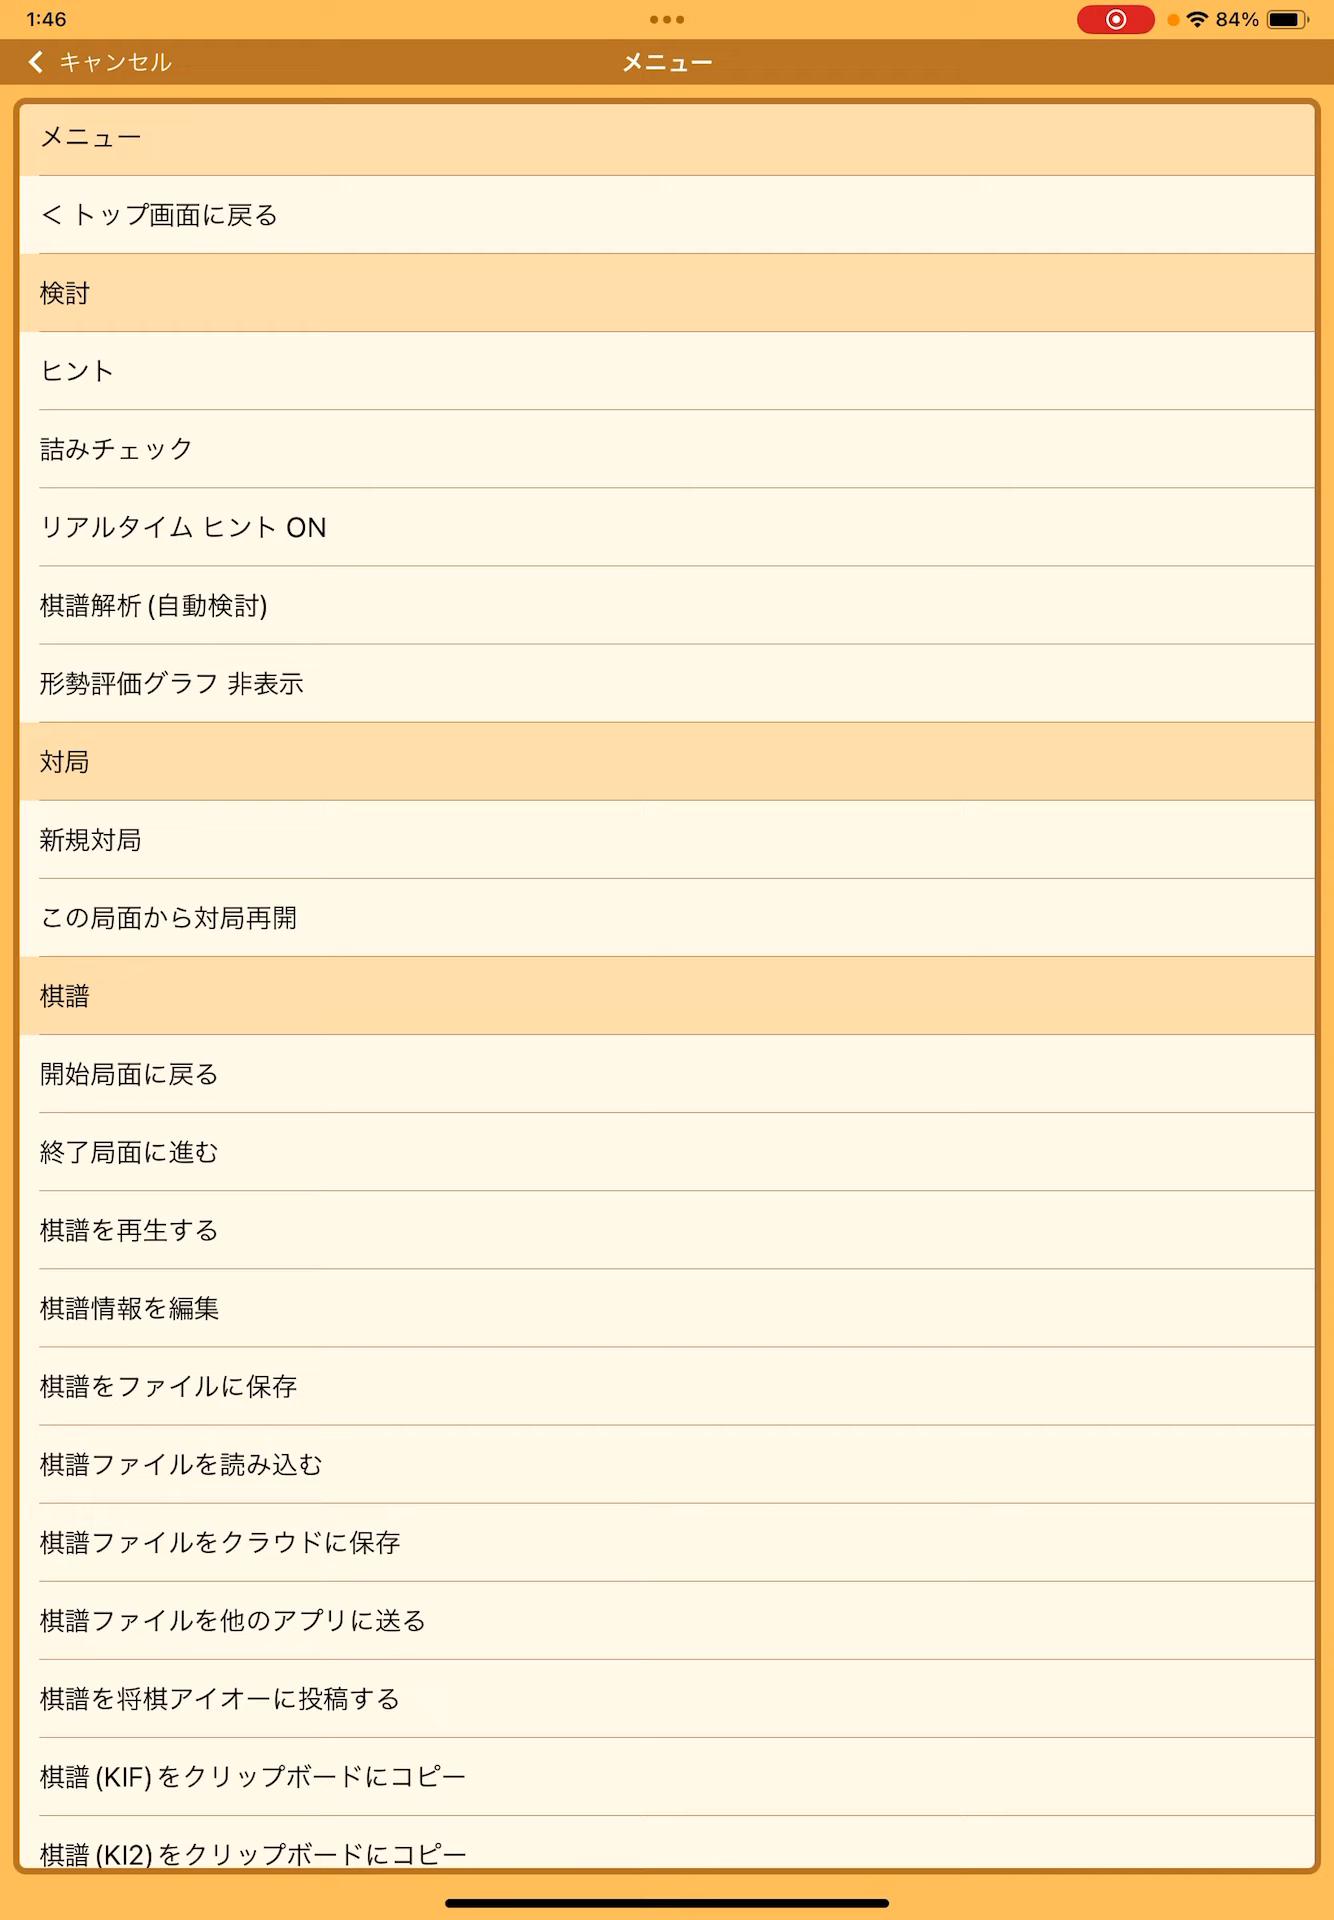 1:46
84%
キャンセル
メニュー
メニュー
< トップ画面に戻る
検討
ヒント
詰みチェック
リアルタイム ヒント ON
棋譜解析 (自動検討)
形勢評価グラフ 非表示
対局
新規対局
この局面から対局再開
棋譜
開始局面に戻る
終了局面に進む
棋譜を再生する
棋譜情報を編集
棋譜をファイルに保存
棋譜ファイルを読み込む
棋譜ファイルをクラウドに保存
棋譜ファイルを他のアプリに送る
棋譜を将棋アイオーに投稿する
棋譜 (KIF) をクリップボードにコピー
棋譜 (KI2) をクリップボードにコピー